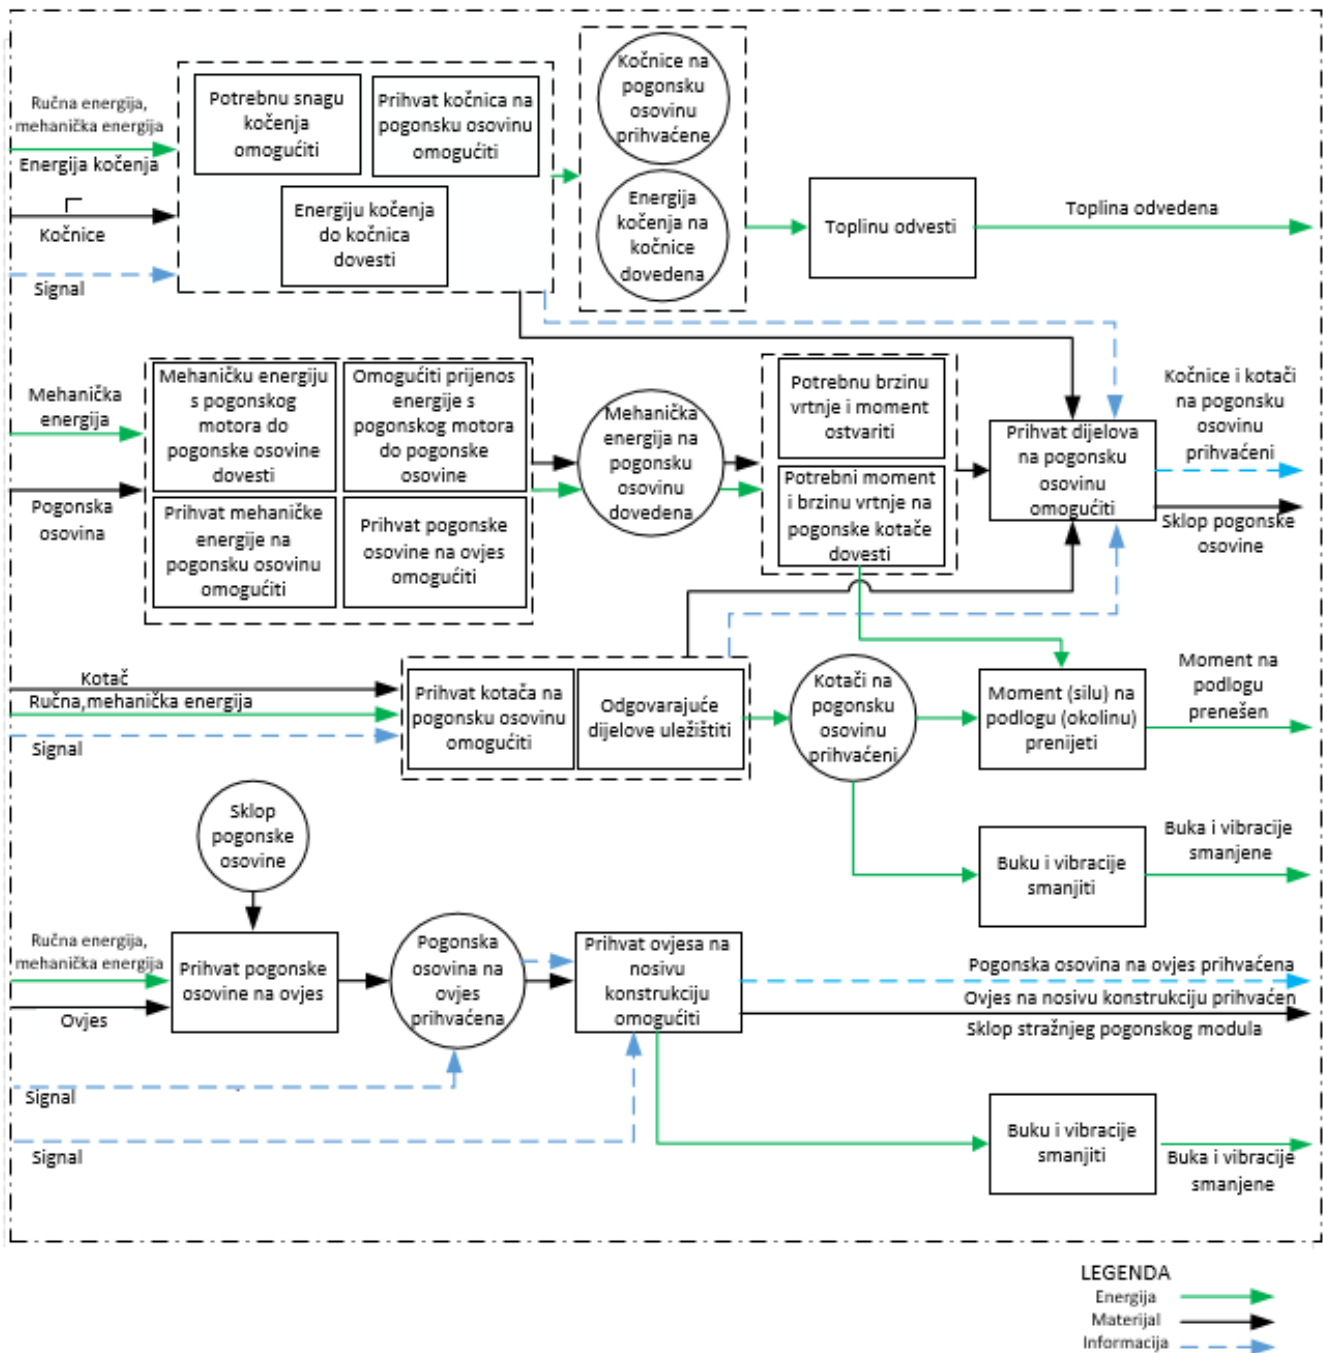 Ručna energija,
mehanička energija
Energija kočenja
Kočnice
Signal
Potrebnu snagu
kočenja
omogućiti
Prihvat kočnica na
pogonsku osovinu
omogućiti
Energiju kočenja
do kočnica
dovesti
Kočnice na
pogonsku
osovinu
prihvaćene
Energija
kočenja na
kočnice
dovedena
Toplinu odvesti
Toplina odvedena
Mehanička
energija
Pogonska
osovina
Mehaničku energiju
s pogonskog
motora do
pogonske osovine
dovesti
Omogućiti prijenos
energije s
pogonskog motora
do pogonske
osovine
Prihvat mehaničke
energije na
pogonsku osovinu
omogućiti
Prihvat pogonske
osovine na ovjes
omogućiti
Mehanička
energija na
pogonsku
osovinu
dovedena
Potrebnu brzinu
vrtnje i moment
ostvariti
Potrebni moment
i brzinu vrtnje na
pogonske kotače
dovesti
Prihvat dijelova
na pogonsku
osovinu
omogućiti
Kočnice i kotači
na pogonsku
osovinu
prihvaćeni
Sklop pogonske
osovine
Kotač
Ručna,mehanička energija
Signal
Prihvat kotača na
pogonsku osovinu
omogućiti
Odgovarajuće
dijelove uležištiti
Kotači na
pogonsku
osovinu
prihvaćeni
Moment (silu) na
podlogu (okolinu)
prenijeti
Moment na
podlogu
prenešen
Buku i vibracije
smanjiti
Buka i vibracije
smanjene
Sklop
pogonske
osovine
Ručna energija,
mehanička energija
Ovjes
Prihvat pogonske
osovine na ovjes
Pogonska
osovina na
ovjes
prihvaćena
Prihvat ovjesa na
nosivu
konstrukciju
omogućiti
Pogonska osovina na ovjes prihvaćena
Ovjes na nosivu konstrukciju prihvaćen
Sklop stražnjeg pogonskog modula
Signal
Signal
Buku i vibracije
smanjiti
Buka i vibracije
smanjene
LEGENDA
Energija
Materijal
Informacija